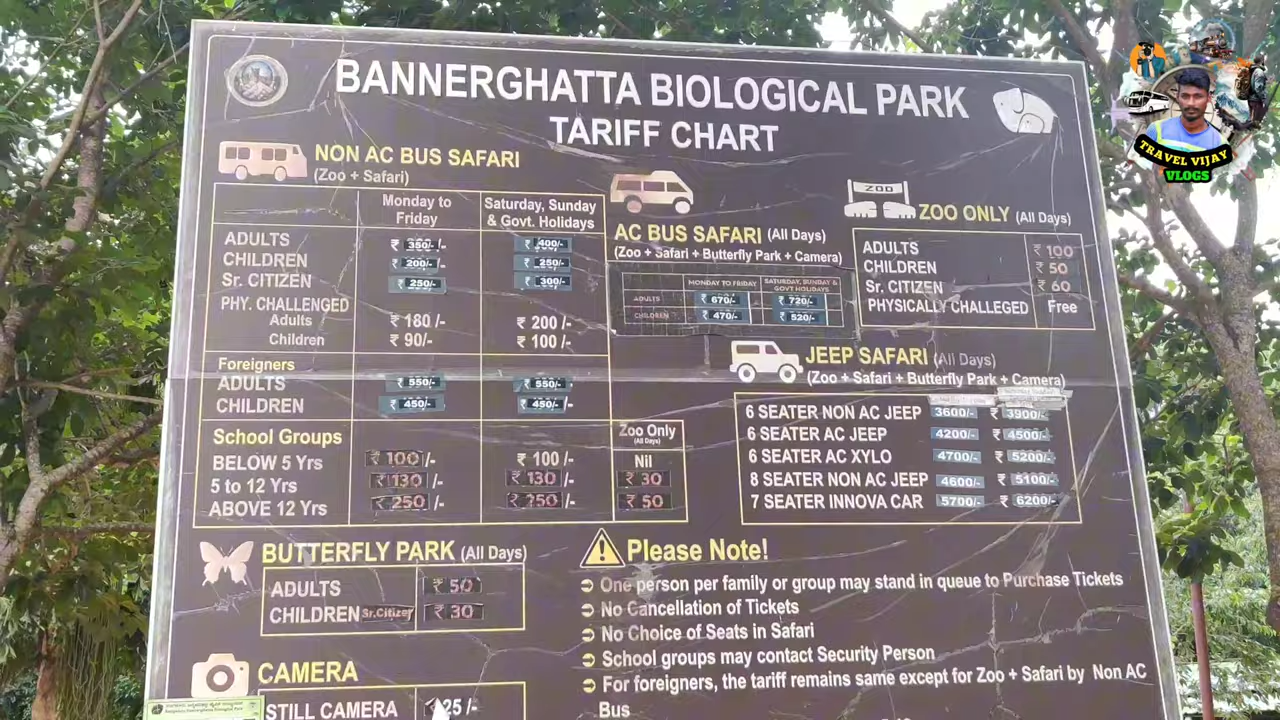 BANNERGHATTA BIOLOGICAL PARK
TARIFF CHART
NON AC BUS SAFARI
(Zoo + Safari)
Monday to Friday Saturday, Sunday & Govt. Holidays
ADULTS ₹ 350/- ₹ 400/-
CHILDREN ₹ 200/- ₹ 250/-
Sr. CITIZEN ₹ 250/- ₹ 300/-
PHY. CHALLENGED
Adults ₹ 180 /- ₹ 200 /-
Children ₹ 90/- ₹ 100 /-
Foreigners
ADULTS ₹ 550/- ₹ 550/-
CHILDREN ₹ 450/- ₹ 450/-
School Groups Zoo Only (All Days)
BELOW 5 Yrs ₹ 100 /- ₹ 100 /- Nil
5 to 12 Yrs ₹ 130 /- ₹ 130 /- ₹ 30
ABOVE 12 Yrs ₹ 250 /- ₹ 250 /- ₹ 50
AC BUS SAFARI (All Days)
(Zoo + Safari + Butterfly Park + Camera)
MONDAY TO FRIDAY SATURDAY, SUNDAY & GOVT HOLIDAYS
ADULTS ₹ 670/- ₹ 720/-
CHILDREN ₹ 470/- ₹ 520/-
ZOO
ZOO ONLY (All Days)
ADULTS ₹ 100
CHILDREN ₹ 50
Sr. CITIZEN ₹ 60
PHYSICALLY CHALLEGED Free
JEEP SAFARI (All Days)
(Zoo + Safari + Butterfly Park + Camera)
6 SEATER NON AC JEEP 3600/- ₹ 3900/-
6 SEATER AC JEEP 4200/- ₹ 4500/-
6 SEATER AC XYLO 4700/- ₹ 5200/-
8 SEATER NON AC JEEP 4600/- ₹ 5100/-
7 SEATER INNOVA CAR 5700/- ₹ 6200/-
BUTTERFLY PARK (All Days)
ADULTS ₹ 50
CHILDREN Sr.Citizen ₹ 30
CAMERA
STILL CAMERA 25 /-
Please Note!
One person per family or group may stand in queue to Purchase Tickets
No Cancellation of Tickets
No Choice of Seats in Safari
School groups may contact Security Person
For foreigners, the tariff remains same except for Zoo + Safari by Non AC
Bus
TRAVEL VIJAY
VLOGS